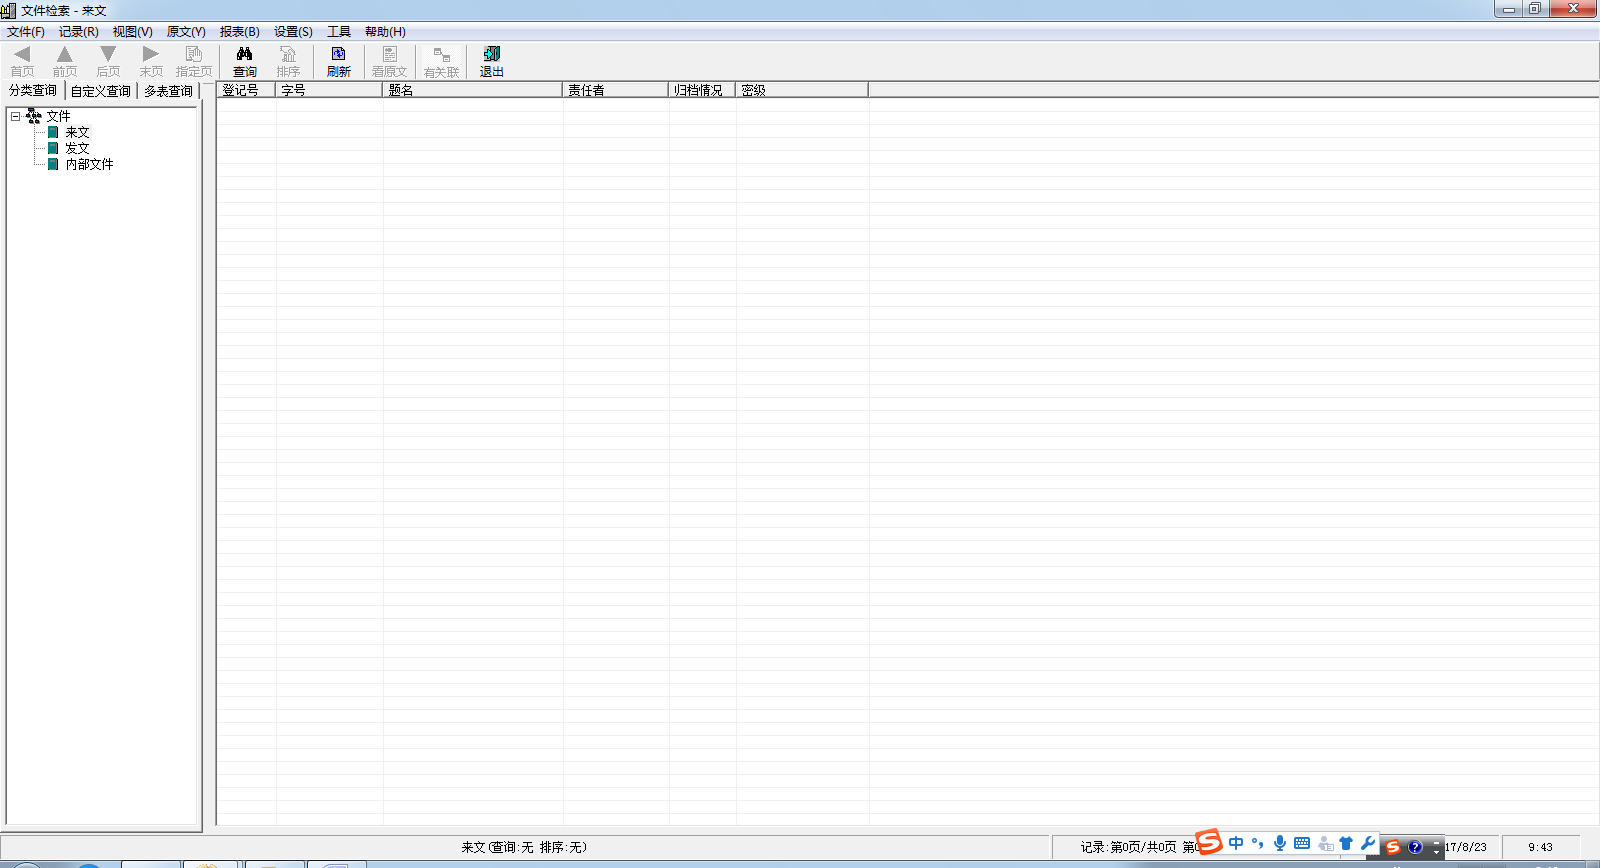 文件检索 - 来文
文件(F) 记录(R) 视图(V) 原文(Y) 报表(B) 设置(S) 工具 帮助(H)
首页 前页 后页 末页 指定页 查询 排序 刷新 看原文 有关联 退出
分类查询 自定义查询 多表查询
登记号 字号 题名 责任者 归档情况 密级
文件
来文
发文
内部文件
来文(查询:无 排序:无) 记录:第0页/共0页 第 中 17/8/23 9:43